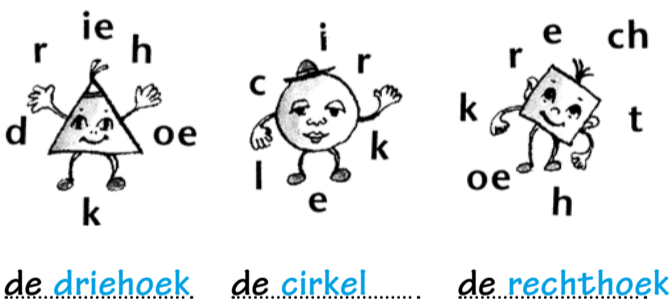 ie
r h
d oe
k
i
c r
l k
e
e ch
r
k t
oe h
de driehoek de cirkel de rechthoek